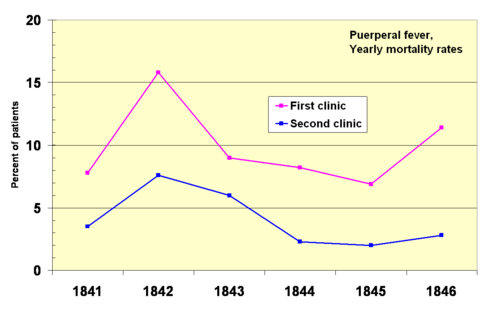 Puerperal fever,
Yearly mortality rates
20
15
10
5
0
Percent of patients
First clinic
Second clinic
1841 1842 1843 1844 1845 1846